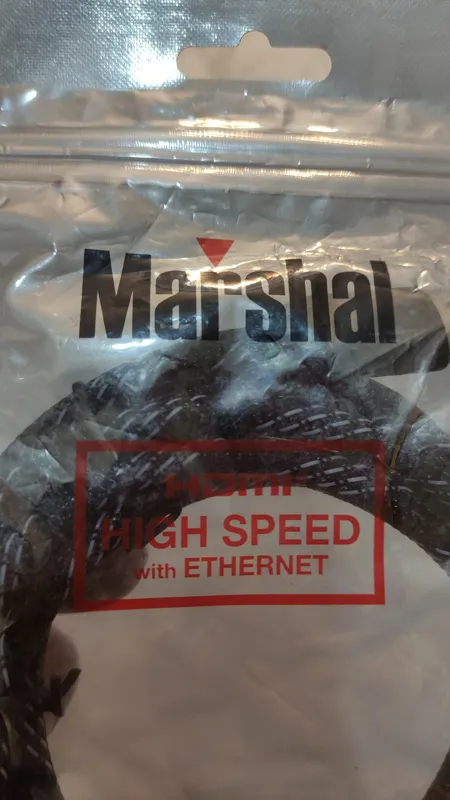 Marshal
HDMI
HIGH SPEED
with ETHERNET